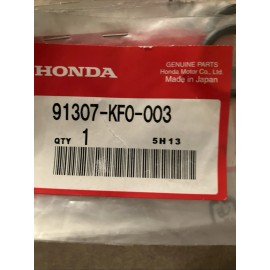 HONDA
GENUINE PARTS
Honda Motor Co., Ltd.
Made in Japan
91307-KF0-003
QTY 1 5H13